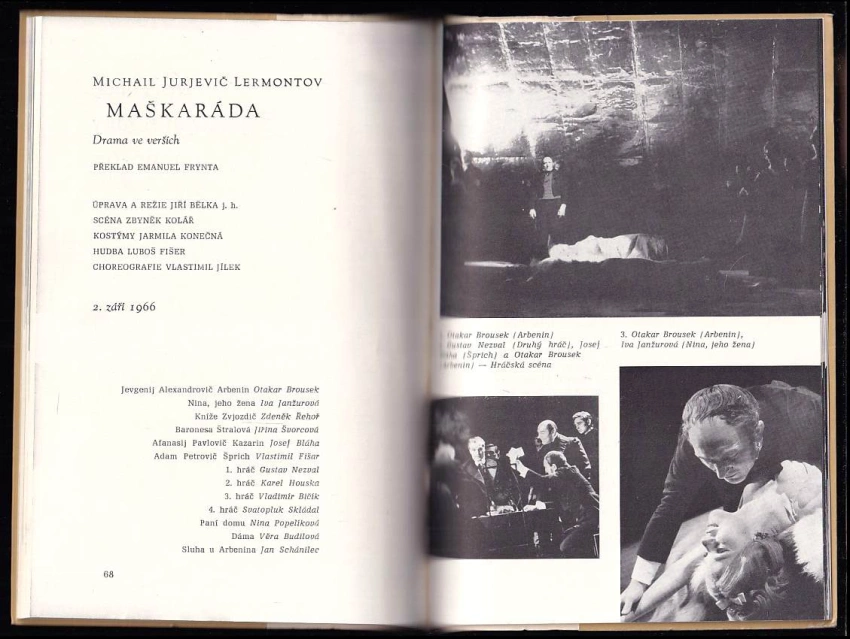 MICHAIL JURJEVIČ LERMONTOV
MAŠKARÁDA
Drama ve verších
PŘEKLAD EMANUEL FRYNTA
ÚPRAVA A REŽIE JIŘÍ BĚLKA j. h.
SCÉNA ZBYNĚK KOLÁŘ
KOSTÝMY JARMILA KONEČNÁ
HUDBA LUBOŠ FIŠER
CHOREOGRAFIE VLASTIMIL JÍLEK
2. září 1966
Jevgenij Alexandrovič Arbenin Otakar Brousek
Nina, jeho žena Iva Janžurová
Kníže Zvjozdič Zdeněk Řehoř
Baronesa Štralová Jiřina Švorcová
Afanasij Pavlovič Kazarin Josef Bláha
Adam Petrovič Šprich Vlastimil Fišar
1. hráč Gustav Nezval
2. hráč Karel Houska
3. hráč Vladimír Bičík
4. hráč Svatopluk Skládal
Paní domu Nina Popelíková
Dáma Věra Budilová
Sluha u Arbenina Jan Schánilec
68
Otakar Brousek (Arbenin)
Gustav Nezval (Druhý hráč), Josef
(Šprich) a Otakar Brousek
— Hráčská scéna
3. Otakar Brousek (Arbenin),
Iva Janžurová (Nina, jeho žena)